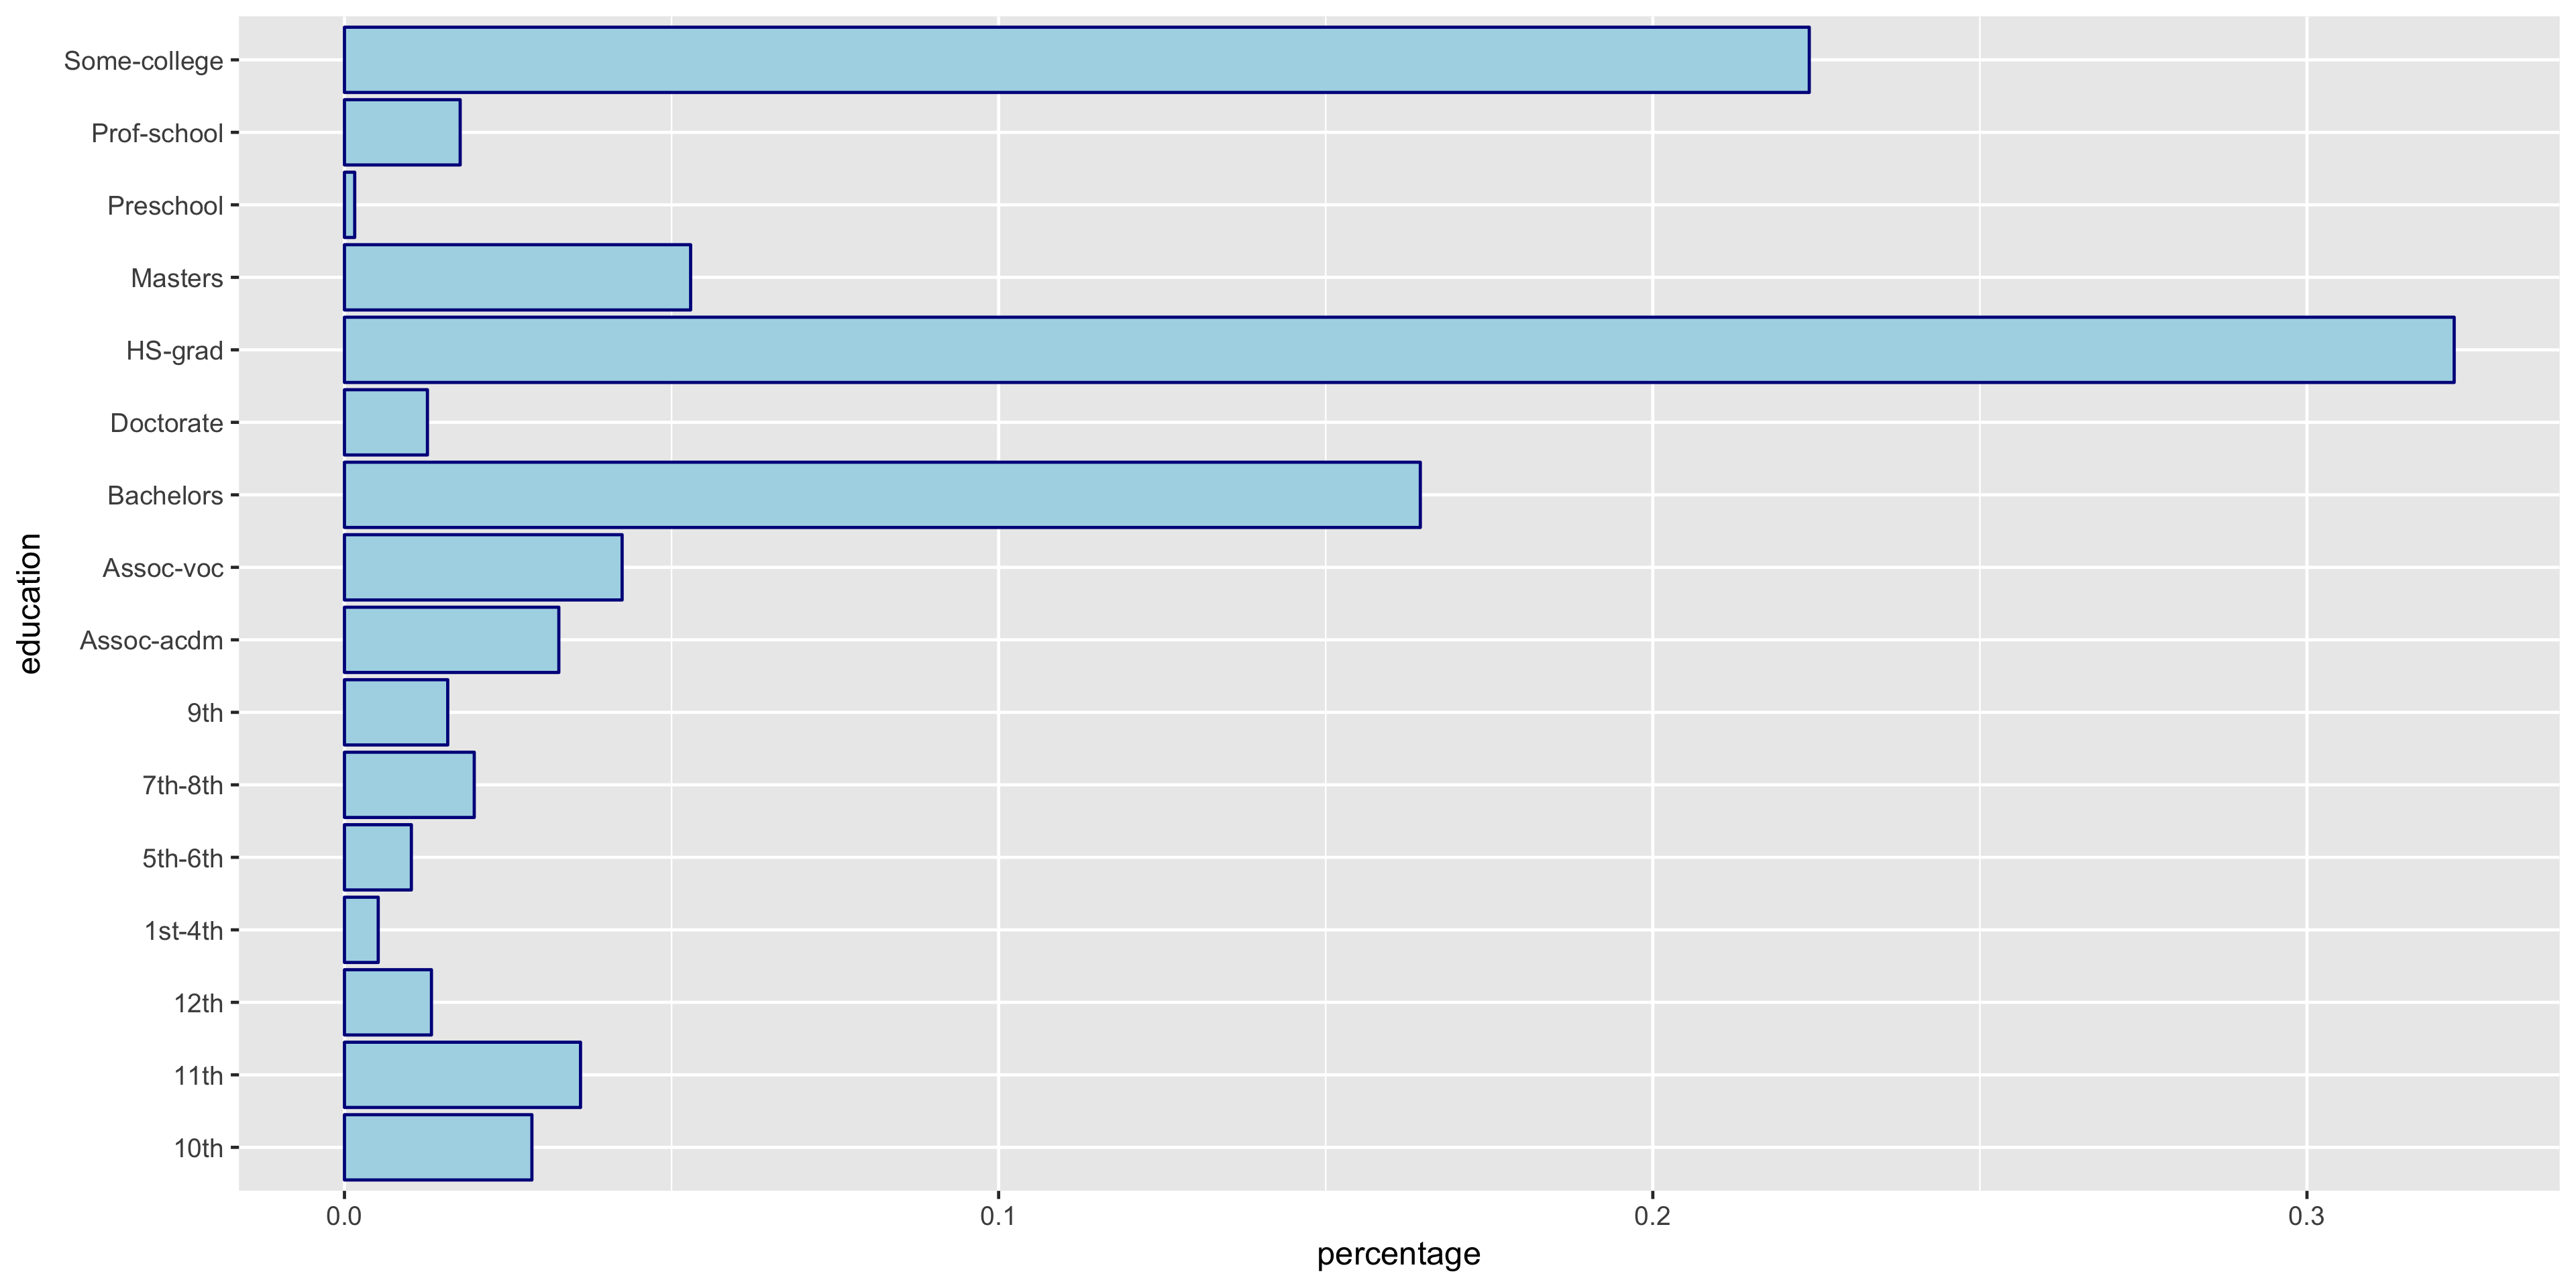 Some-college
Prof-school
Preschool
Masters
HS-grad
Doctorate
Bachelors
Assoc-voc
Assoc-acdm
9th
7th-8th
5th-6th
1st-4th
12th
11th
10th
education
0.0 0.1 0.2 0.3
percentage